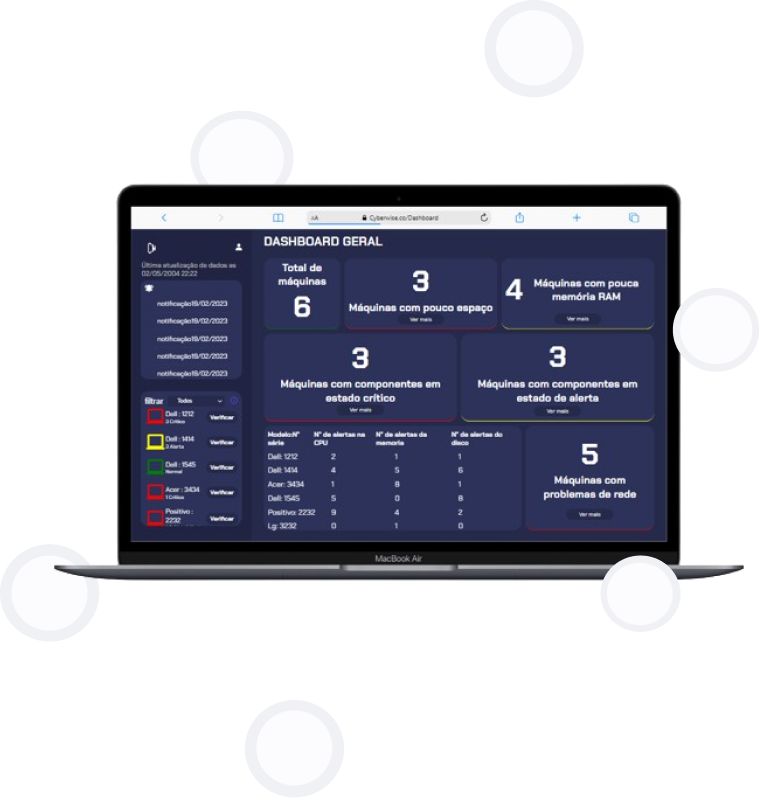 AA
Cybervise.co/Dashboard
DASHBOARD GERAL
Última atualização de dados as
02/05/2004 22:22
notificação19/02/2023
notificação19/02/2023
notificação19/02/2023
notificação19/02/2023
notificação19/02/2023
filtrar
Todos
Dell : 1212
3 Crítico
Verificar
Dell : 1414
3 Alerta
Verificar
Dell : 1545
Normal
Verificar
Acer : 3434
1 Crítico
Verificar
Positivo :
2232
Verificar
Total de
máquinas
6
3
Máquinas com pouco espaço
Ver mais
4
Máquinas com pouca
memória RAM
Ver mais
3
Máquinas com componentes em
estado crítico
Ver mais
3
Máquinas com componentes em
estado de alerta
Ver mais
Modelo:N° N° de alertas na N° de alertas da N° de alertas do
série CPU memoria disco
Dell: 1212 2 1 1
Dell: 1414 4 5 6
Acer: 3434 1 8 1
Dell: 1545 5 0 8
Positivo: 2232 9 4 2
Lg: 3232 0 1 0
5
Máquinas com
problemas de rede
Ver mais
MacBook Air